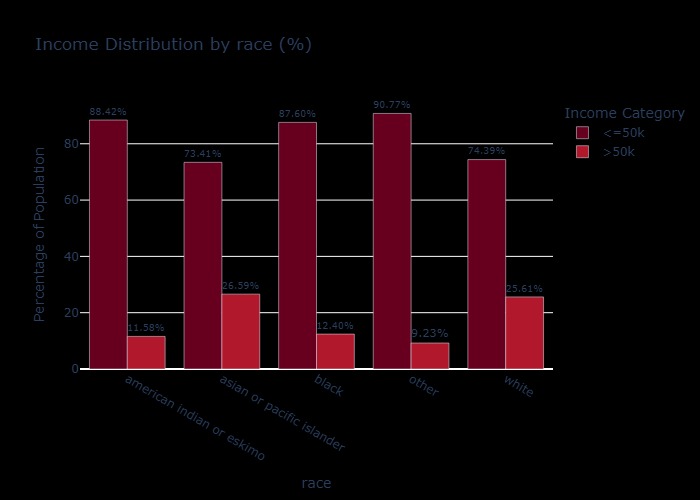 Income Distribution by race (%)
Income Category
<=50k
>50k
Percentage of Population
80
60
40
20
0
88.42%
11.58%
73.41%
26.59%
87.60%
12.40%
90.77%
9.23%
74.39%
25.61%
american indian or eskimo
asian or pacific islander
black
other
white
race